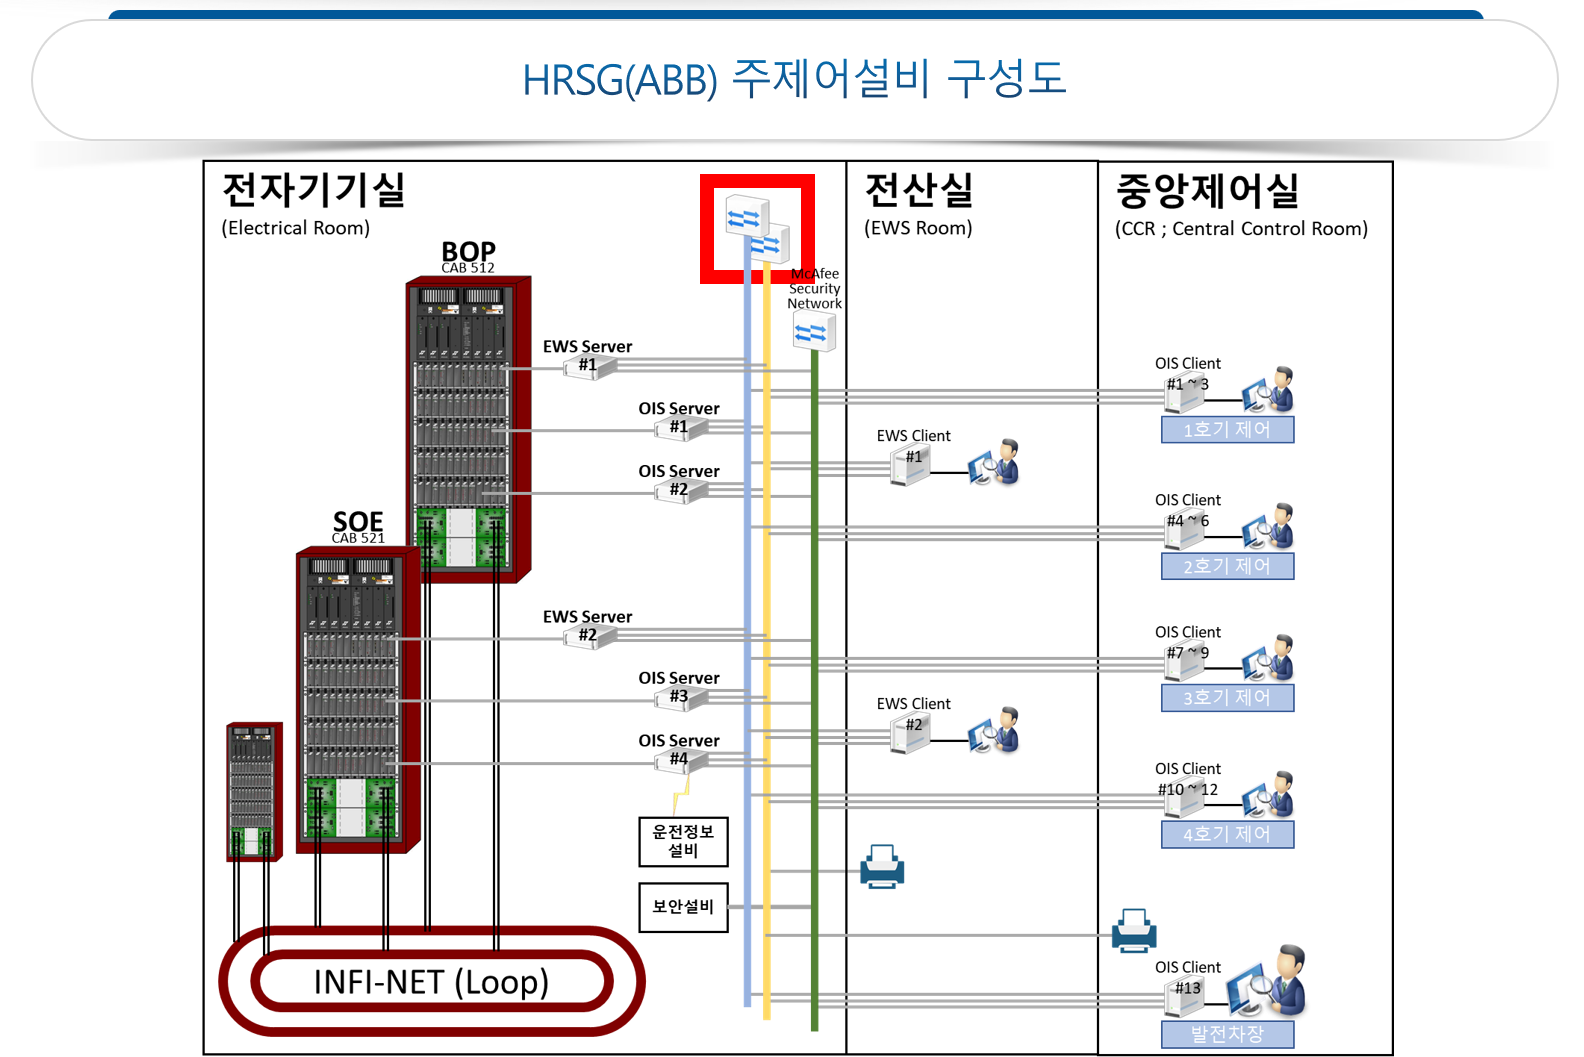 HRSG(ABB) 주제어설비 구성도
전자기기실
(Electrical Room)
전산실
(EWS Room)
중앙제어실
(CCR ; Central Control Room)
BOP
CAB 512
McAfee
Security
Network
EWS Server
#1
OIS Client
#1 ~ 3
1호기 제어
OIS Server
#1
EWS Client
#1
OIS Server
#2
OIS Client
#4 ~ 6
2호기 제어
SOE
CAB 521
EWS Server
#2
OIS Client
#7 ~ 9
3호기 제어
OIS Server
#3
EWS Client
#2
OIS Server
#4
OIS Client
#10 ~ 12
4호기 제어
운전정보
설비
보안설비
INFI-NET (Loop)
OIS Client
#13
발전차장